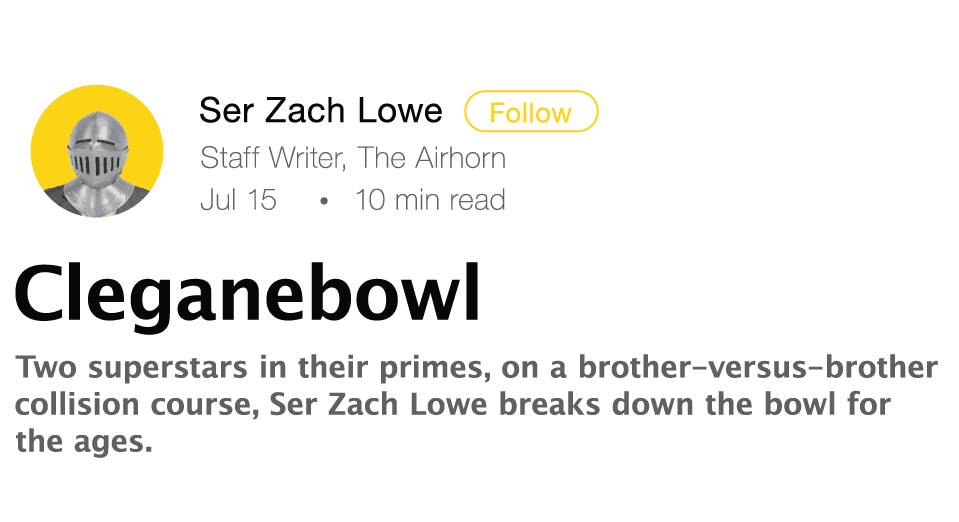 Ser Zach Lowe Follow
Staff Writer, The Airhorn
Jul 15 • 10 min read
Cleganebowl
Two superstars in their primes, on a brother-versus-brother
collision course, Ser Zach Lowe breaks down the bowl for
the ages.